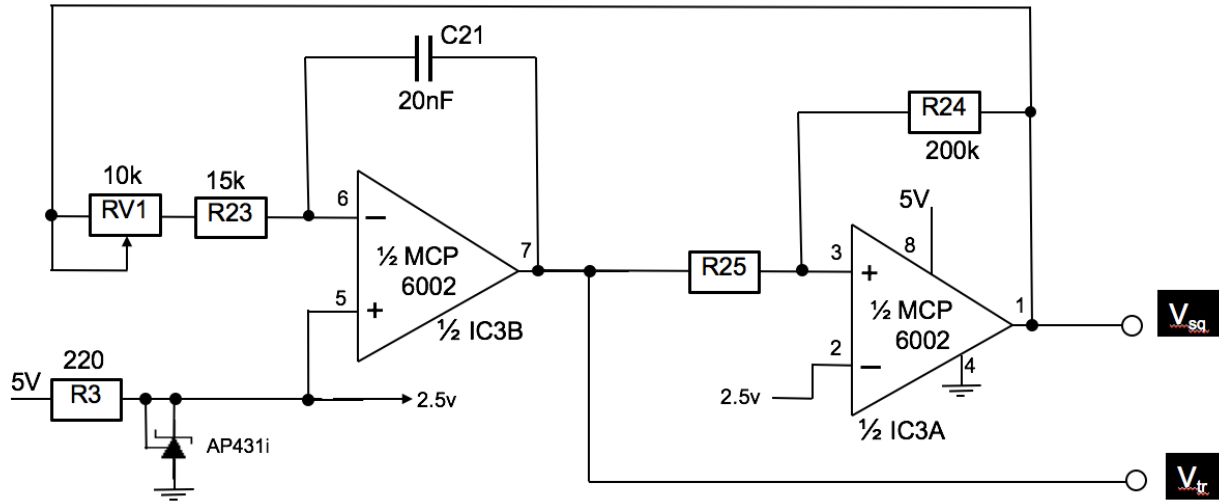 C21
20nF
R24
200k
10k
RV1
15k
R23
6
−
½ MCP
6002
7
5
+
½ IC3B
R25
5V
3
+
8
½ MCP
6002
1
2
−
4
2.5v
½ IC3A
V sq
220
5V
R3
2.5v
AP431i
V tr